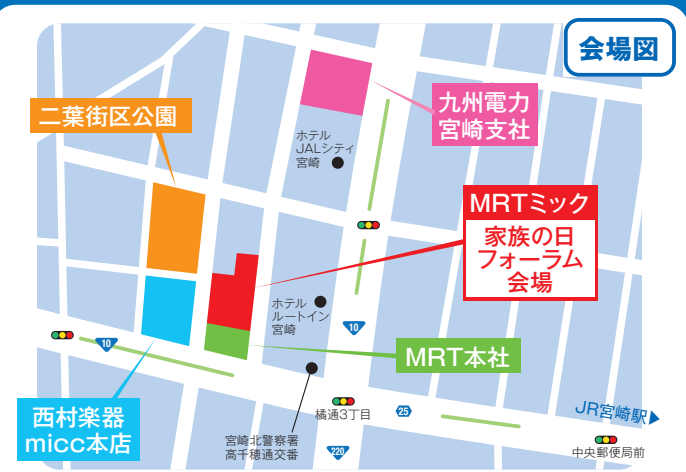 会場図
二葉街区公園
九州電力
宮崎支社
ホテル
JALシティ
宮崎
MRTミック
家族の日
フォーラム
会場
ホテル
ルートイン
宮崎
10
10
MRT本社
西村楽器
micc本店
宮崎北警察署
高千穂通交番
橘通3丁目
25
220
JR宮崎駅▶
中央郵便局前